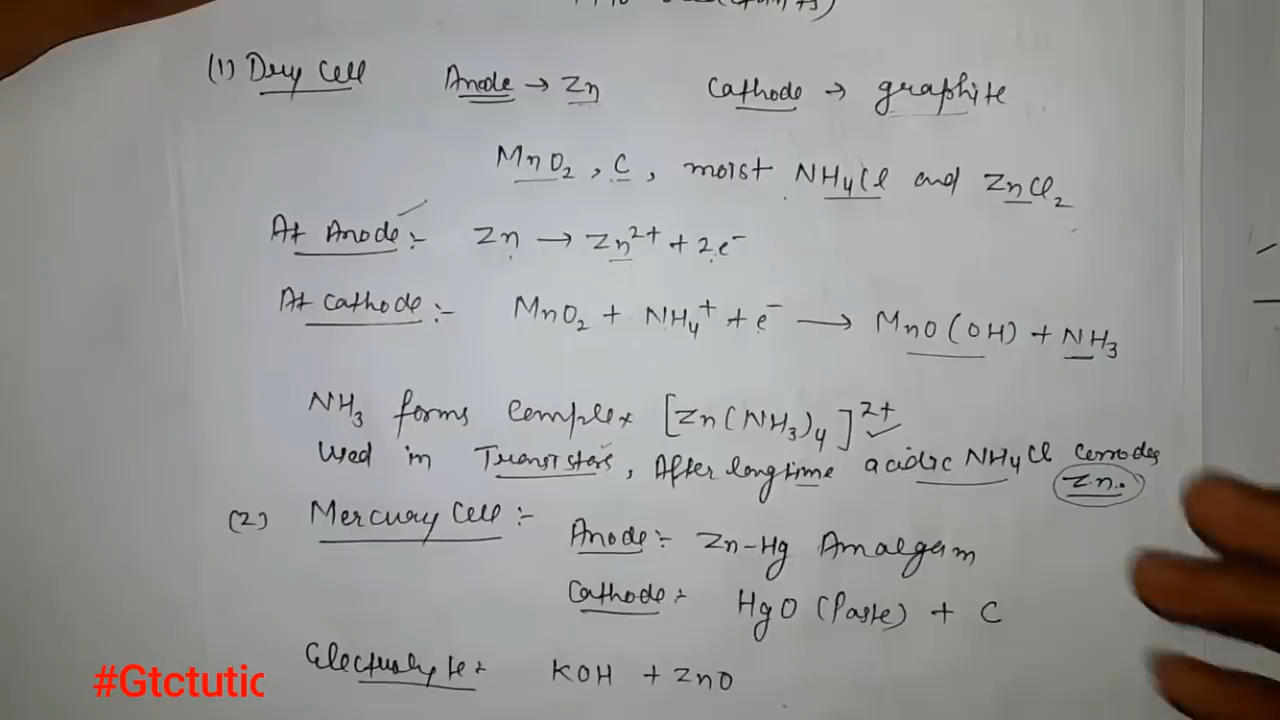 (1) Dry Cell Anode → Zn Cathode → graphite
MnO₂, C, moist NH₄Cl and ZnCl₂
At Anode:- Zn → Zn²⁺ + 2e⁻
At Cathode:- MnO₂ + NH₄⁺ + e⁻ → MnO(OH) + NH₃
NH₃ forms complex [Zn(NH₃)₄]²⁺
Used in Transistors, After long time acidic NH₄Cl corrodes
Zn.
(2) Mercury Cell:-
Anode:- Zn-Hg Amalgam
Cathode:- HgO (Paste) + C
Electrolyte:- KOH + ZnO
#Gtctutic